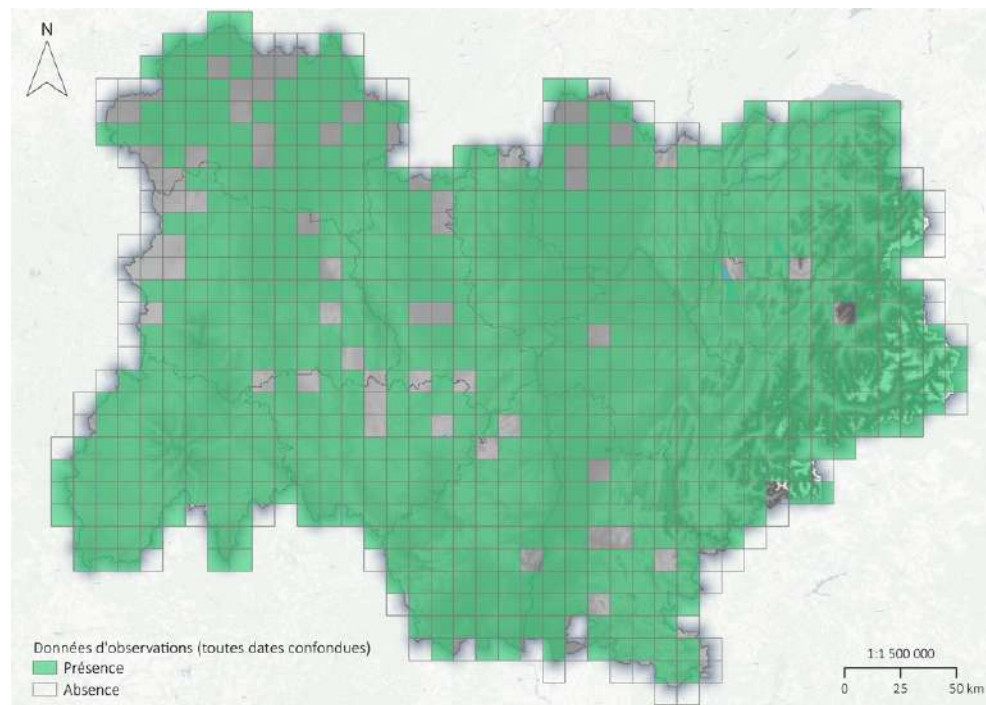 N
Données d'observations (toutes dates confondues)
Présence
Absence
1:1 500 000
0 25 50 km